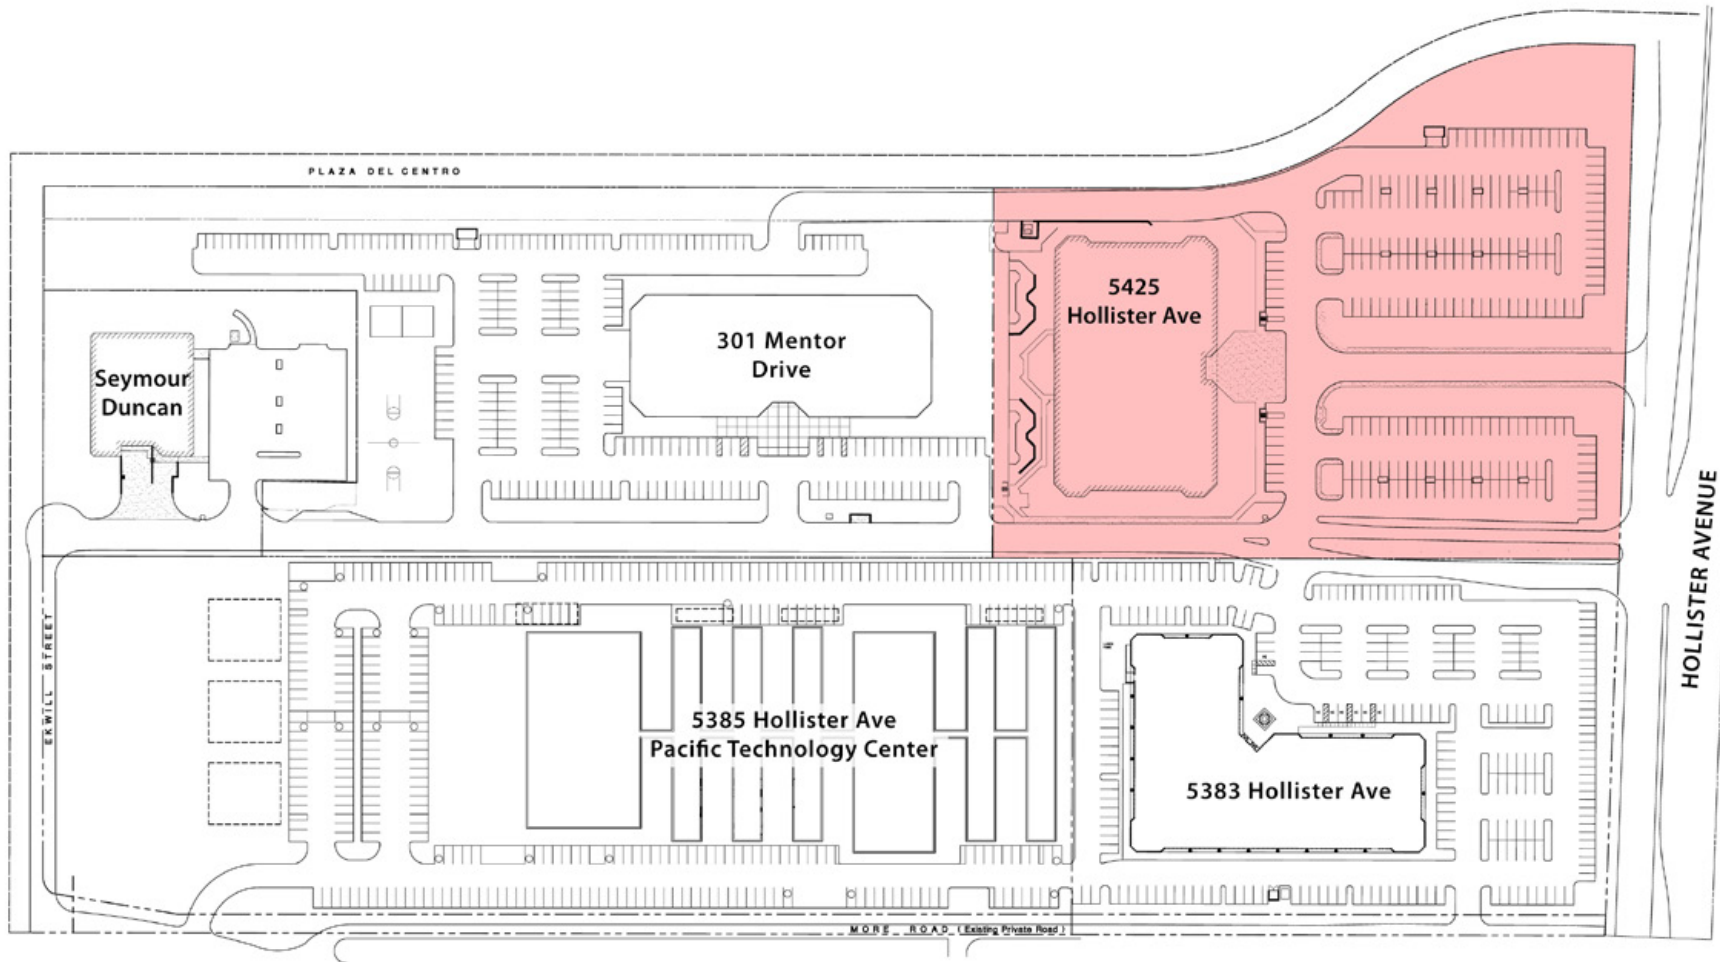 PLAZA DEL CENTRO
5425
Hollister Ave
301 Mentor
Drive
Seymour
Duncan
HOLLISTER AVENUE
EKWILL STREET
5385 Hollister Ave
Pacific Technology Center
5383 Hollister Ave
MORE ROAD (Existing Private Road)